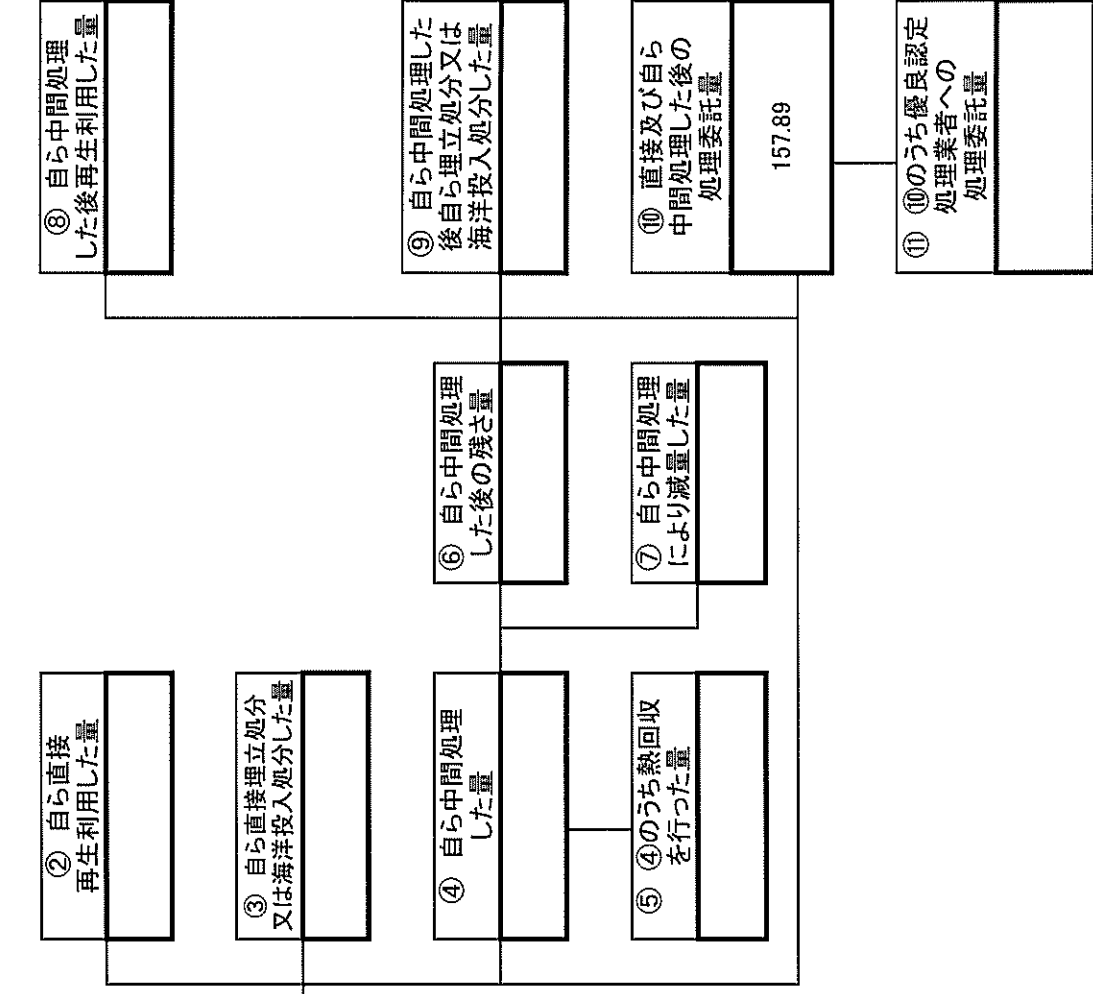 ② 自ら直接
再生利用した量
③ 自ら直接埋立処分
又は海洋投入処分した量
④ 自ら中間処理
した量
⑤ ④のうち熱回収
を行った量
⑥ 自ら中間処理
した後の残さ量
⑦ 自ら中間処理
により減量した量
⑧ 自ら中間処理
した後再生利用した量
⑨ 自ら中間処理した
後自ら埋立処分又は
海洋投入処分した量
⑩ 直接及び自ら
中間処理した後の
処理委託量
157.89
⑪ ⑩のうち優良認定
処理業者への
処理委託量